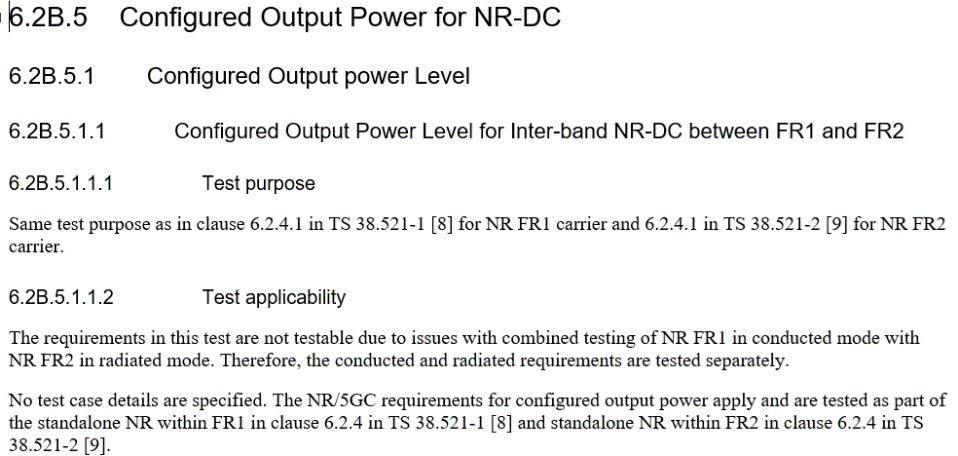 6.2B.5 Configured Output Power for NR-DC
6.2B.5.1 Configured Output power Level
6.2B.5.1.1 Configured Output Power Level for Inter-band NR-DC between FR1 and FR2
6.2B.5.1.1.1 Test purpose
Same test purpose as in clause 6.2.4.1 in TS 38.521-1 [8] for NR FR1 carrier and 6.2.4.1 in TS 38.521-2 [9] for NR FR2
carrier.
6.2B.5.1.1.2 Test applicability
The requirements in this test are not testable due to issues with combined testing of NR FR1 in conducted mode with
NR FR2 in radiated mode. Therefore, the conducted and radiated requirements are tested separately.
No test case details are specified. The NR/5GC requirements for configured output power apply and are tested as part of
the standalone NR within FR1 in clause 6.2.4 in TS 38.521-1 [8] and standalone NR within FR2 in clause 6.2.4 in TS
38.521-2 [9].